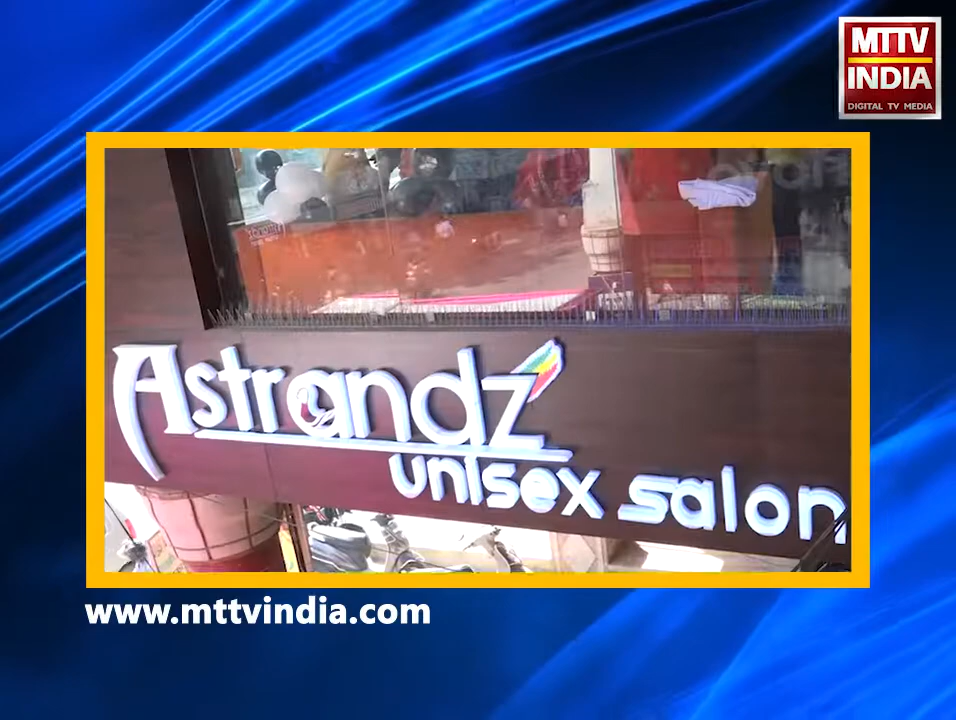 MTTV
INDIA
DIGITAL TV MEDIA
Astrandz
unisex salon
www.mttvindia.com